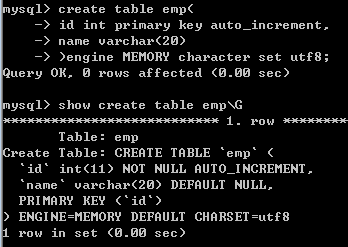 mysql> create table emp(
    -> id int primary key auto_increment,
    -> name varchar(20)
    -> )engine MEMORY character set utf8;
Query OK, 0 rows affected (0.00 sec)

mysql> show create table emp\G
*************************** 1. row ********
       Table: emp
Create Table: CREATE TABLE `emp` (
  `id` int(11) NOT NULL AUTO_INCREMENT,
  `name` varchar(20) DEFAULT NULL,
  PRIMARY KEY (`id`)
) ENGINE=MEMORY DEFAULT CHARSET=utf8
1 row in set (0.00 sec)